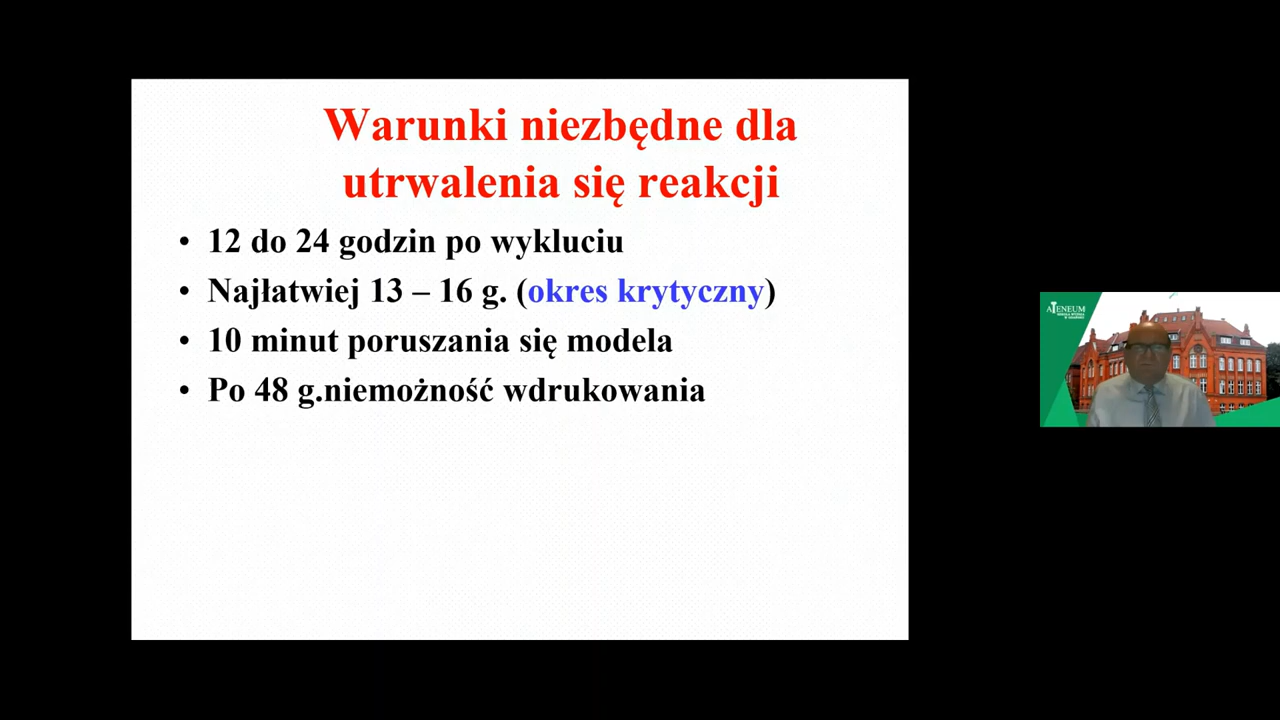 Warunki niezbędne dla
utrwalenia się reakcji
• 12 do 24 godzin po wykluciu
• Najłatwiej 13 – 16 g. (okres krytyczny)
• 10 minut poruszania się modela
• Po 48 g.niemożność wdrukowania
ATENEUM